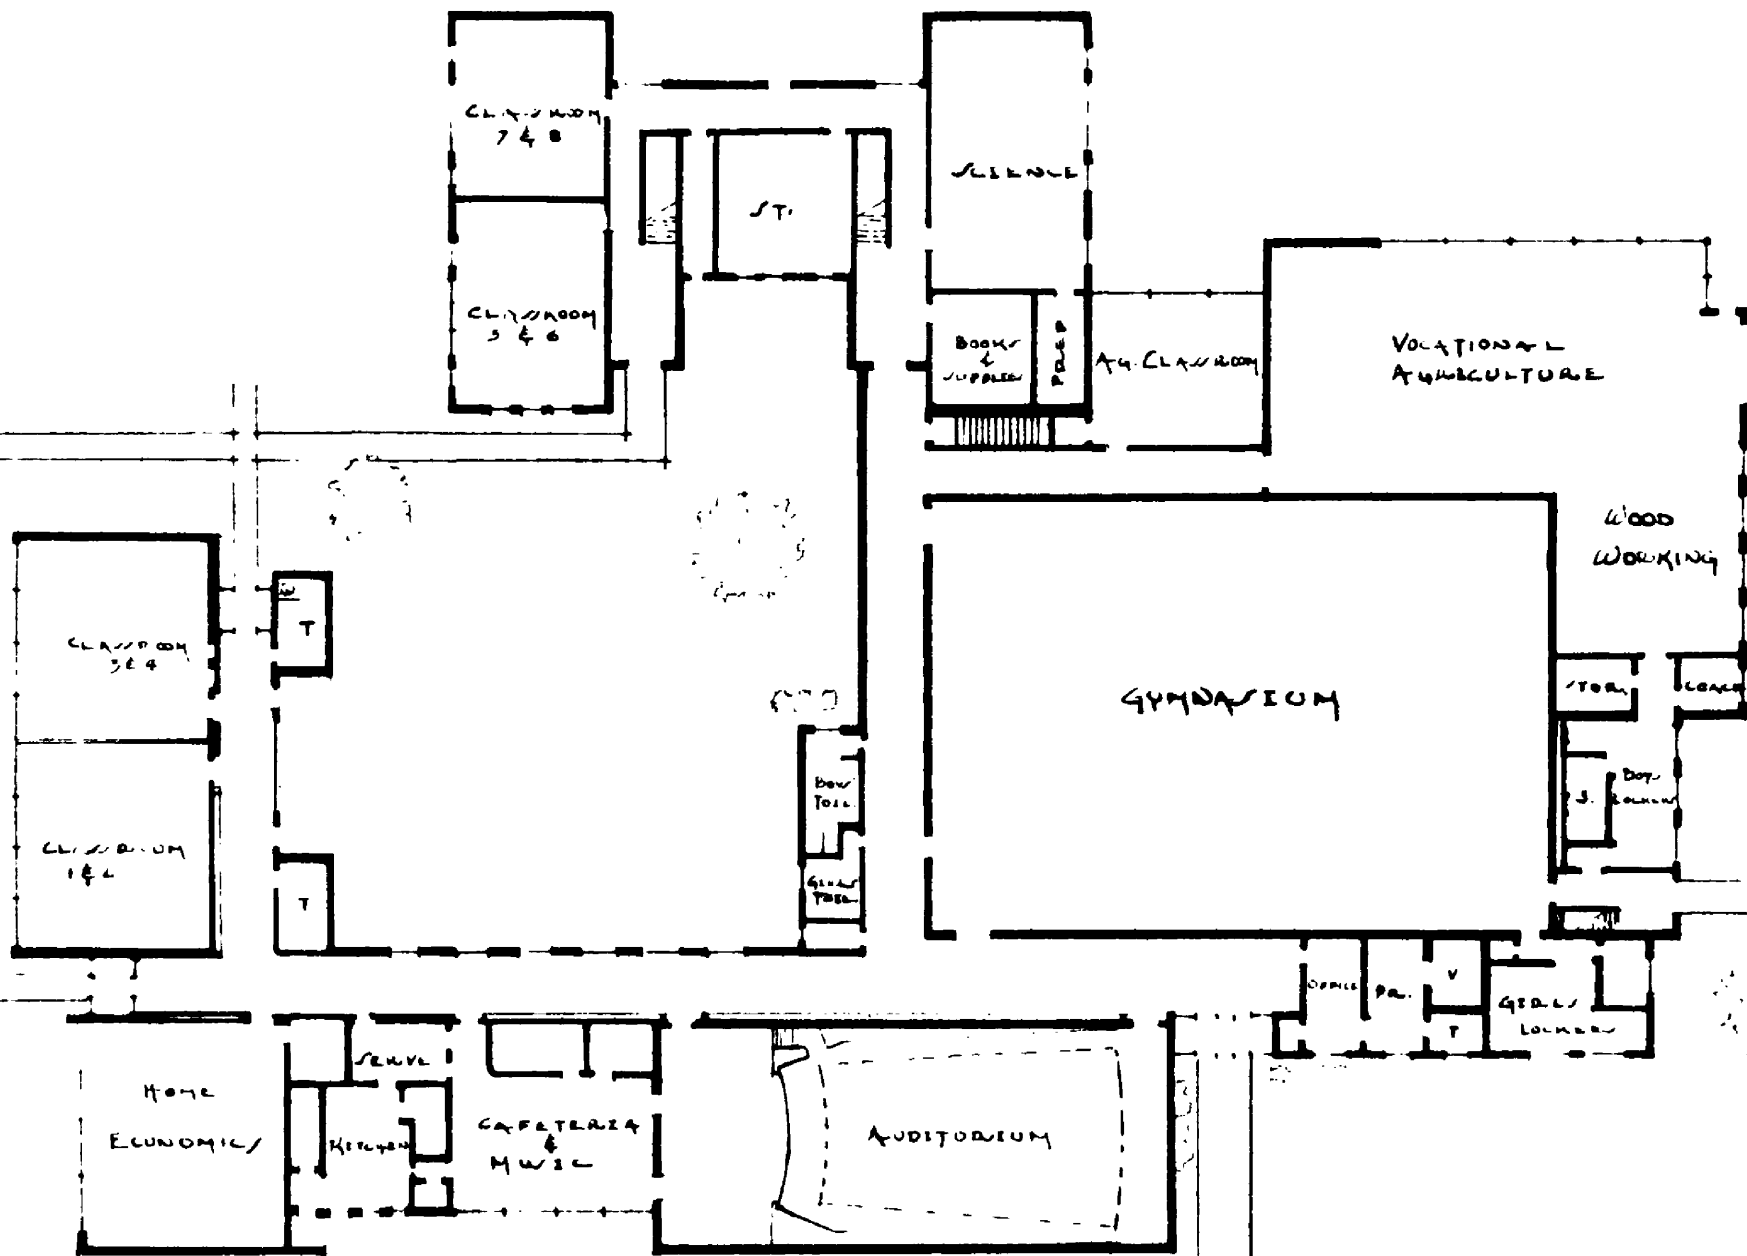 CLASSROOM
7 & 8
SCIENCE
ST.
CLASSROOM
5 & 6
BOOKS
&
SUPPLIES
PREP
AG. CLASSROOM
VOCATIONAL
AGRICULTURE
WOOD
WORKING
T
CLASSROOM
3 & 4
GYMNASIUM
STOR.
COACH
BOYS
TOIL.
BOYS
LOCKERS
S.
CLASSROOM
1 & 2
T
GIRLS
TOIL.
OFFICE
PR.
V
T
GIRLS
LOCKERS
SERVE
HOME
ECONOMICS
KITCHEN
CAFETERIA
&
MUSIC
AUDITORIUM